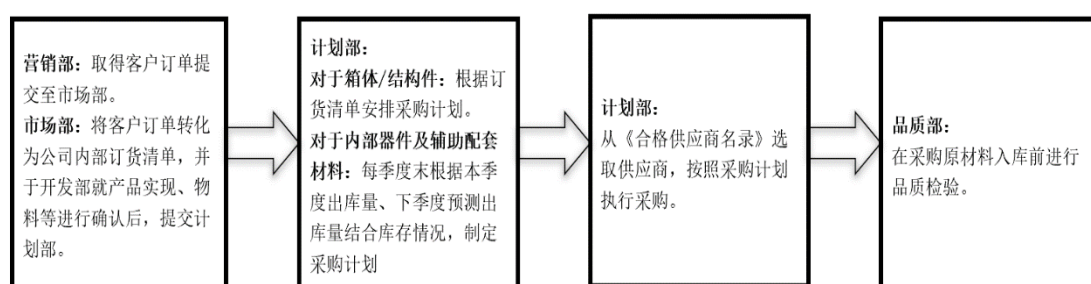 营销部：取得客户订单提
交至市场部。
市场部：将客户订单转化
为公司内部订货清单，并
于开发部就产品实现、物
料等进行确认后，提交计
划部。
计划部：
对于箱体/结构件：根据订
货清单安排采购计划。
对于内部器件及辅助配套
材料：每季度末根据本季
度出库量、下季度预测出
库量结合库存情况，制定
采购计划
计划部：
从《合格供应商名录》选
取供应商，按照采购计划
执行采购。
品质部：
在采购原材料入库前进行
品质检验。